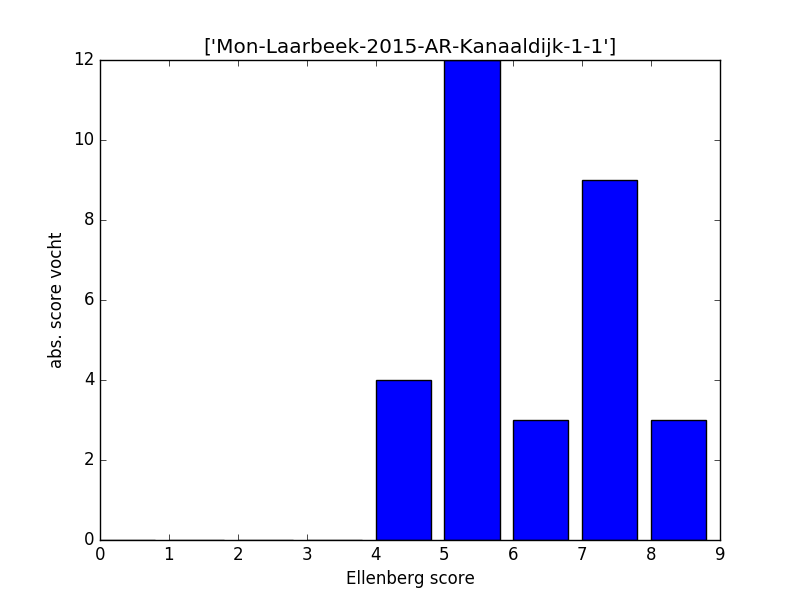 ['Mon-Laarbeek-2015-AR-Kanaaldijk-1-1']
12
10
8
6
4
2
0
abs. score vocht
0 1 2 3 4 5 6 7 8 9
Ellenberg score